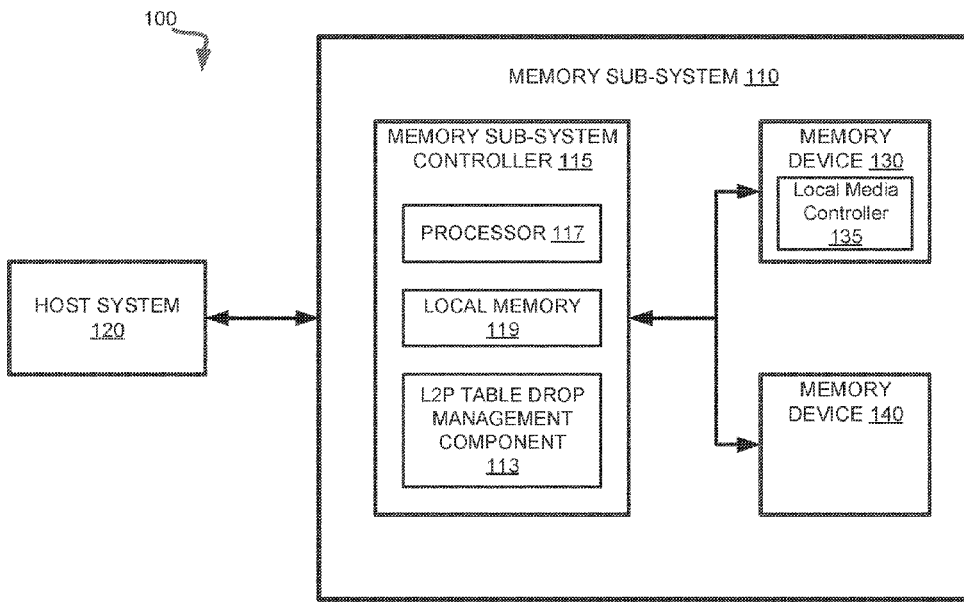 100
MEMORY SUB-SYSTEM 110
MEMORY SUB-SYSTEM
CONTROLLER 115
PROCESSOR 117
LOCAL MEMORY
119
L2P TABLE DROP
MANAGEMENT
COMPONENT
113
MEMORY
DEVICE 130
Local Media
Controller
135
HOST SYSTEM
120
MEMORY
DEVICE 140